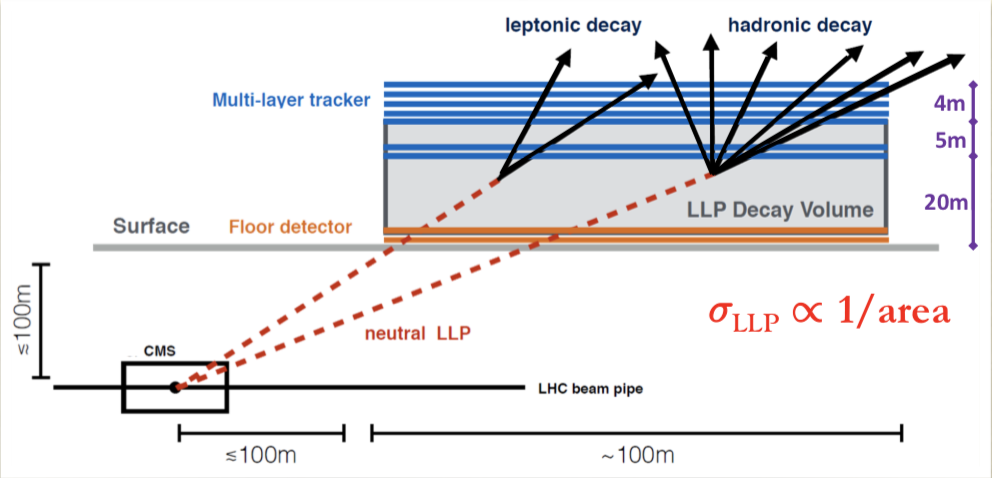 leptonic decay
hadronic decay
Multi-layer tracker
4m
5m
20m
LLP Decay Volume
Surface
Floor detector
≤100m
neutral LLP
σLLP ∝ 1/area
CMS
LHC beam pipe
≤100m
~100m